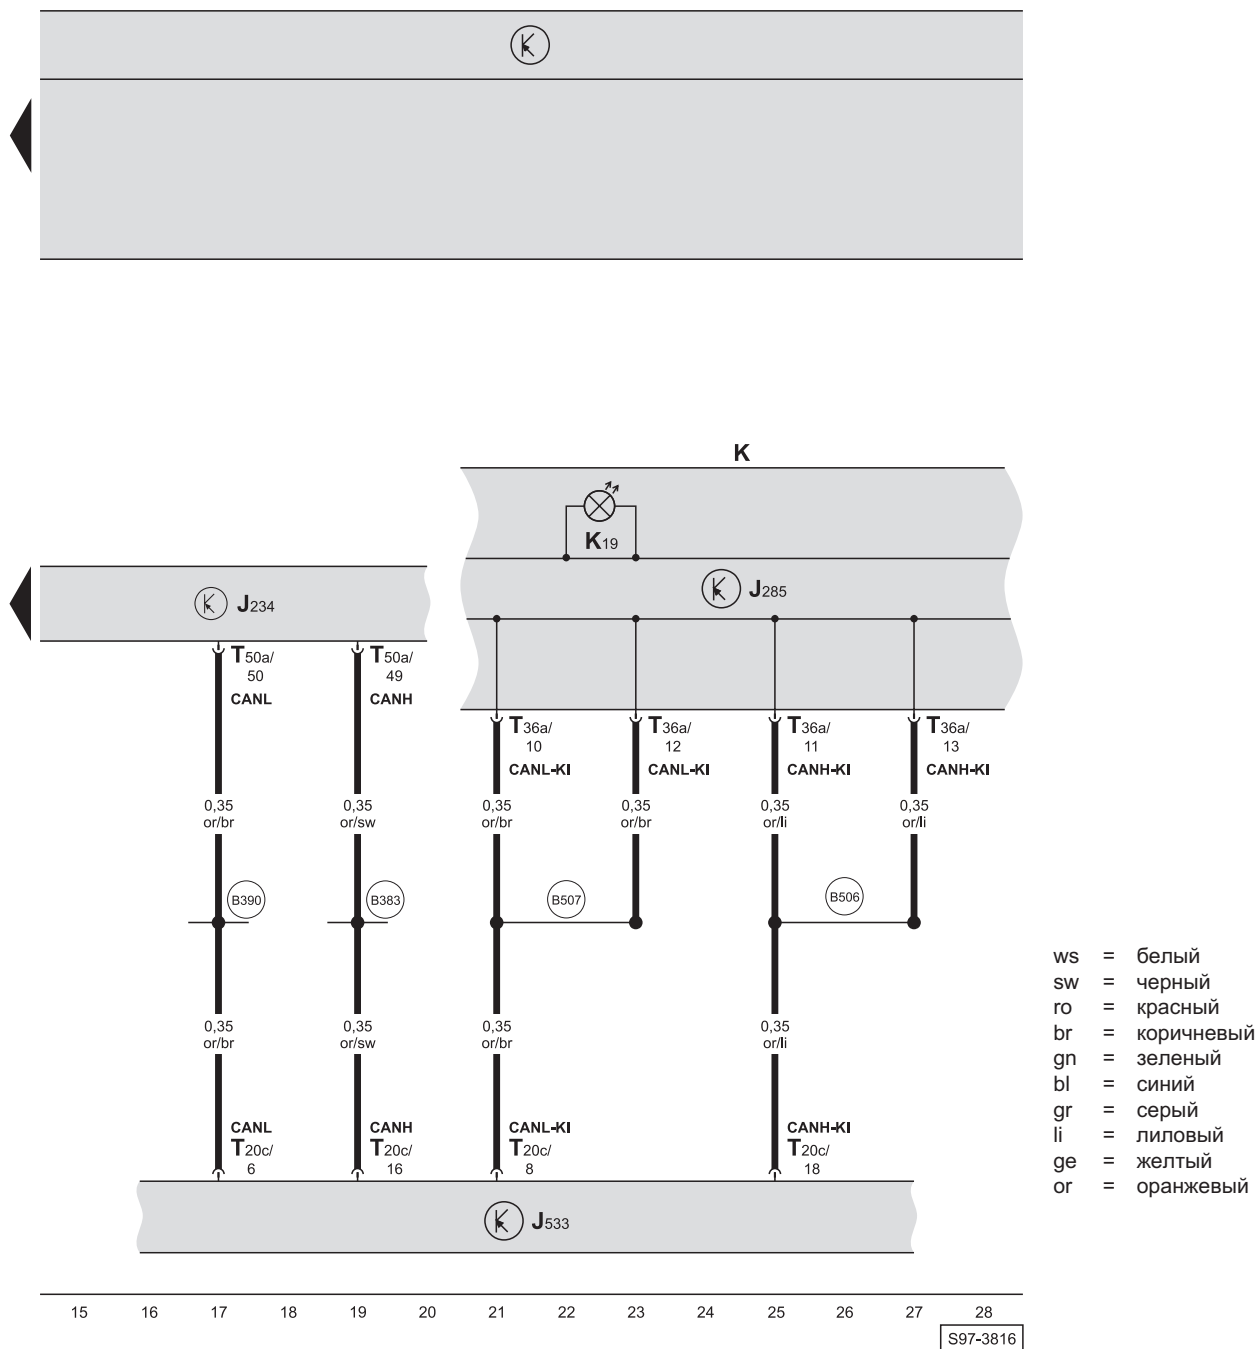 K
K19
J285
J234
T50a/ T50a/
50 49
CANL CANH
T36a/ T36a/ T36a/ T36a/
10 12 11 13
CANL-KI CANL-KI CANH-KI CANH-KI
0,35 0,35 0,35 0,35 0,35 0,35
or/br or/sw or/br or/br or/li or/li
B390 B383 B507 B506
0,35 0,35 0,35 0,35
or/br or/sw or/br or/li
CANL CANH CANL-KI CANH-KI
T20c/ T20c/ T20c/ T20c/
6 16 8 18
J533
ws = белый
sw = черный
ro = красный
br = коричневый
gn = зеленый
bl = синий
gr = серый
li = лиловый
ge = желтый
or = оранжевый
15 16 17 18 19 20 21 22 23 24 25 26 27 28
S97-3816